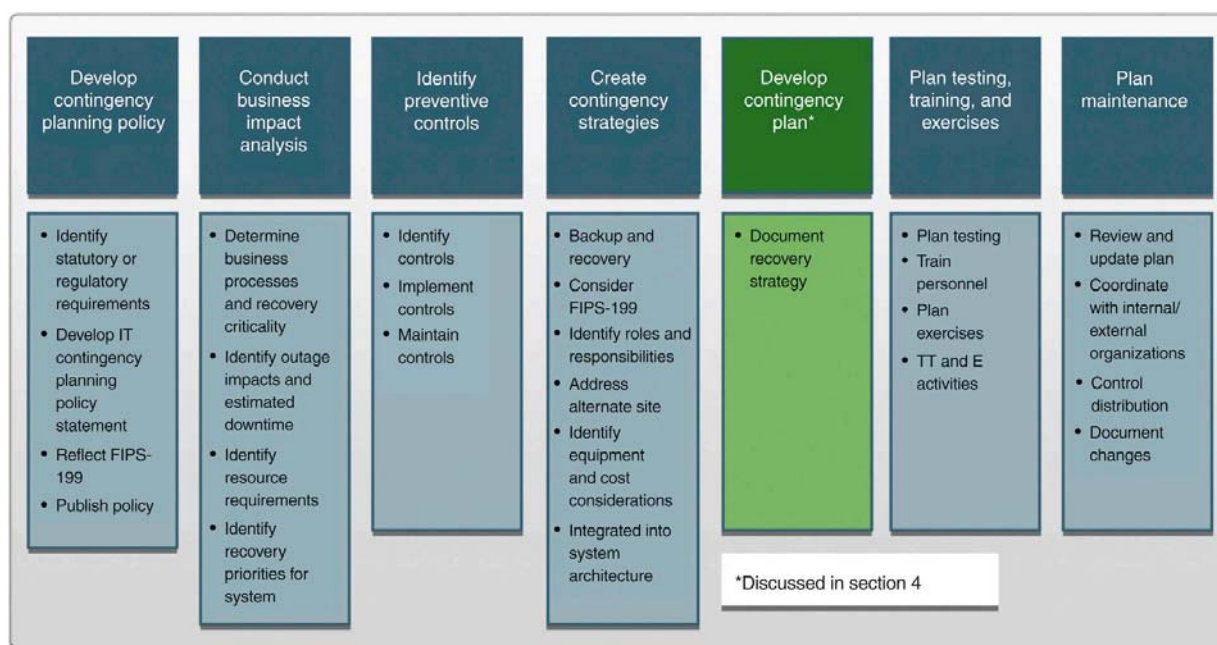 Develop
contingency
planning policy
Conduct
business
impact
analysis
Identify
preventive
controls
Create
contingency
strategies
Develop
contingency
plan*
Plan testing,
training, and
exercises
Plan
maintenance
• Identify
statutory or
regulatory
requirements
• Develop IT
contingency
planning
policy
statement
• Reflect FIPS-
199
• Publish policy
• Determine
business
processes
and recovery
criticality
• Identify outage
impacts and
estimated
downtime
• Identify
resource
requirements
• Identify
recovery
priorities for
system
• Identify
controls
• Implement
controls
• Maintain
controls
• Backup and
recovery
• Consider
FIPS-199
• Identify roles and
responsibilities
• Address
alternate site
• Identify
equipment
and cost
considerations
• Integrated into
system
architecture
• Document
recovery
strategy
• Plan testing
• Train
personnel
• Plan
exercises
• TT and E
activities
• Review and
update plan
• Coordinate
with internal/
external
organizations
• Control
distribution
• Document
changes
*Discussed in section 4